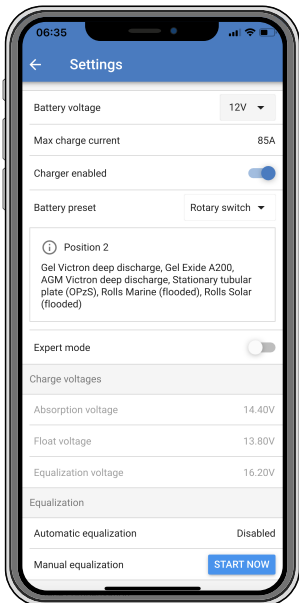 06:35
Settings
Battery voltage 12V
Max charge current 85A
Charger enabled
Battery preset Rotary switch
Position 2
Gel Victron deep discharge, Gel Exide A200,
AGM Victron deep discharge, Stationary tubular
plate (OPzS), Rolls Marine (flooded), Rolls Solar
(flooded)
Expert mode
Charge voltages
Absorption voltage 14.40V
Float voltage 13.80V
Equalization voltage 16.20V
Equalization
Automatic equalization Disabled
Manual equalization START NOW